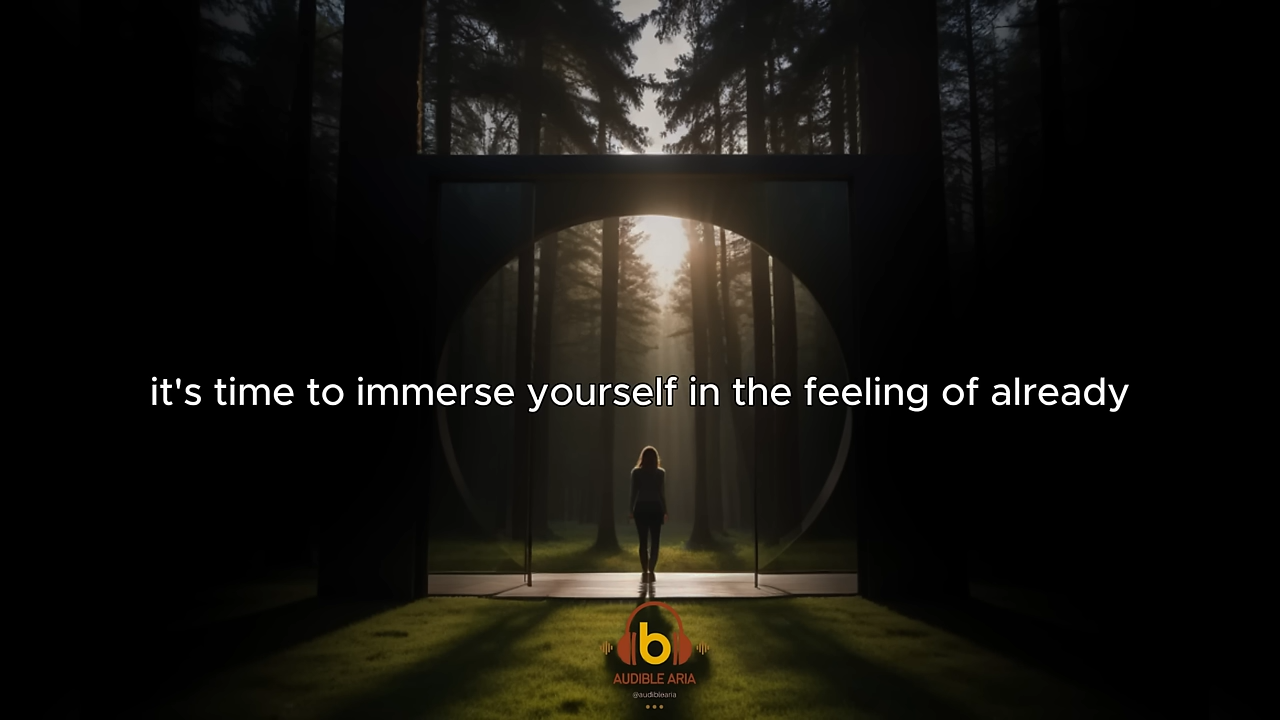 it's time to immerse yourself in the feeling of already
b
AUDIBLE ARIA
@audiblearia